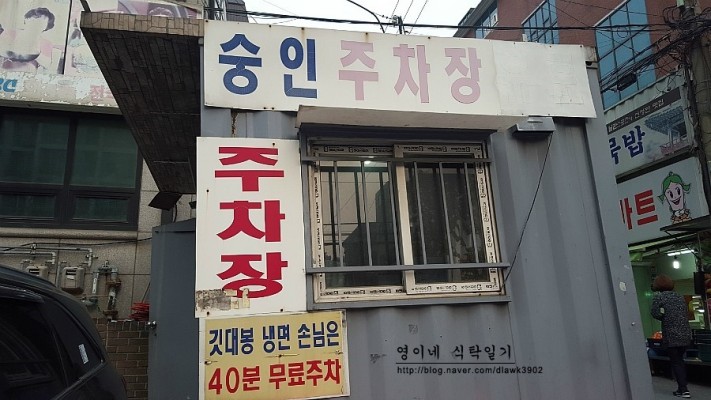 숭인주차장
주차장
깃대봉 냉면 손님은
40분 무료주차
국밥
마트
영이네 식탁일기
http://blog.naver.com/dlawk3902